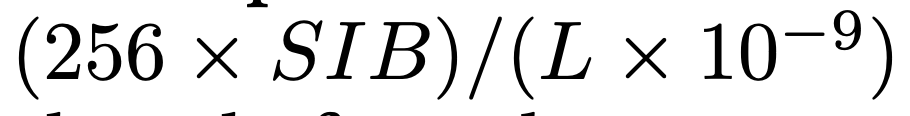 (256 × SIB)/(L × 10⁻⁹)